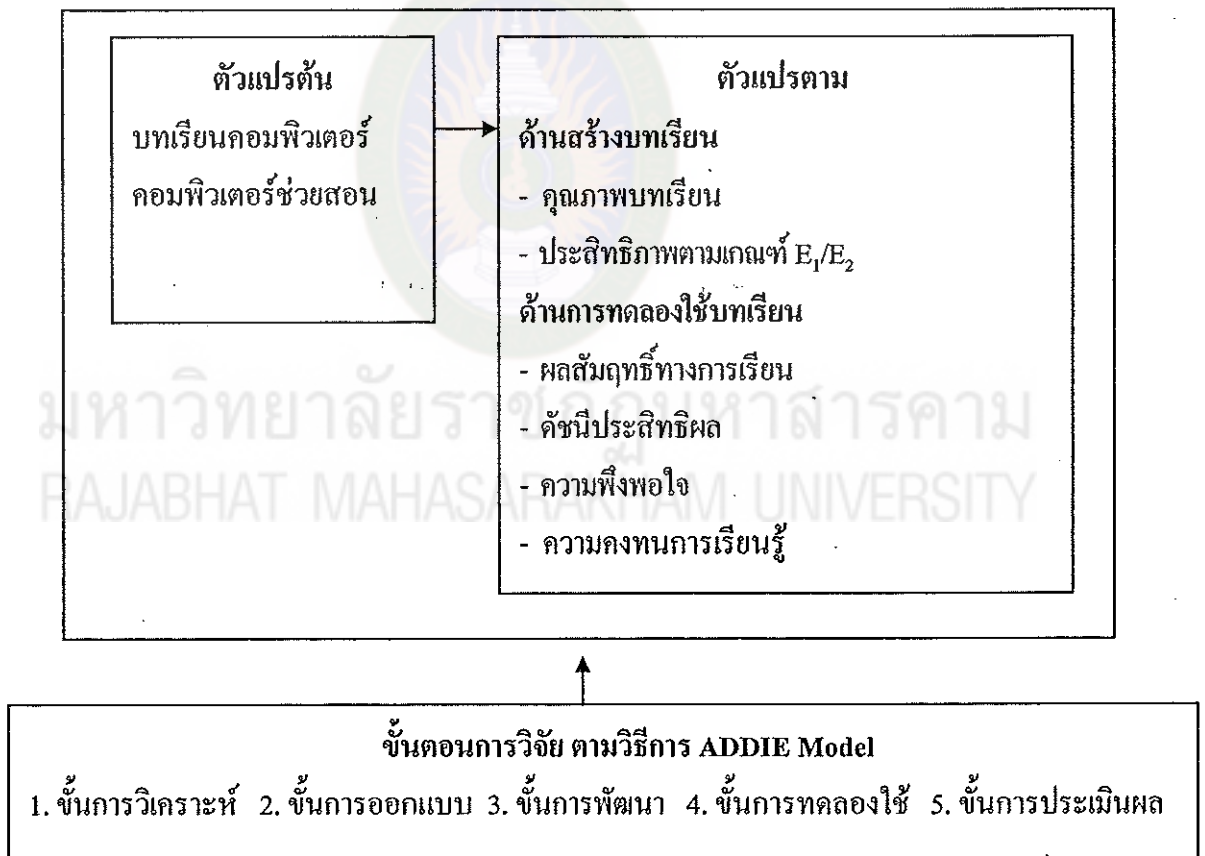 ตัวแปรต้น
บทเรียนคอมพิวเตอร์
คอมพิวเตอร์ช่วยสอน
ตัวแปรตาม
ด้านสร้างบทเรียน
- คุณภาพบทเรียน
- ประสิทธิภาพตามเกณฑ์ E₁/E₂
ด้านการทดลองใช้บทเรียน
- ผลสัมฤทธิ์ทางการเรียน
- ดัชนีประสิทธิผล
- ความพึงพอใจ
- ความคงทนการเรียนรู้
มหาวิทยาลัยราชภัฏมหาสารคาม
RAJABHAT MAHASARAKHAM UNIVERSITY
ขั้นตอนการวิจัย ตามวิธีการ ADDIE Model
1. ขั้นการวิเคราะห์ 2. ขั้นการออกแบบ 3. ขั้นการพัฒนา 4. ขั้นการทดลองใช้ 5. ขั้นการประเมินผล